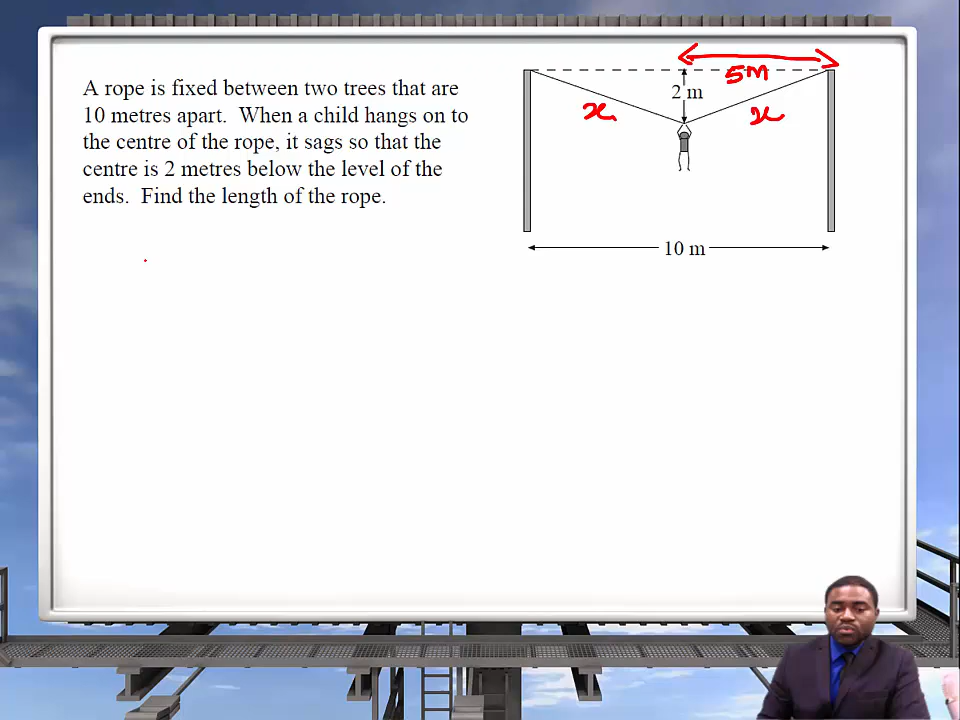 A rope is fixed between two trees that are
10 metres apart. When a child hangs on to
the centre of the rope, it sags so that the
centre is 2 metres below the level of the
ends. Find the length of the rope.
5M
2 m
x
x
10 m